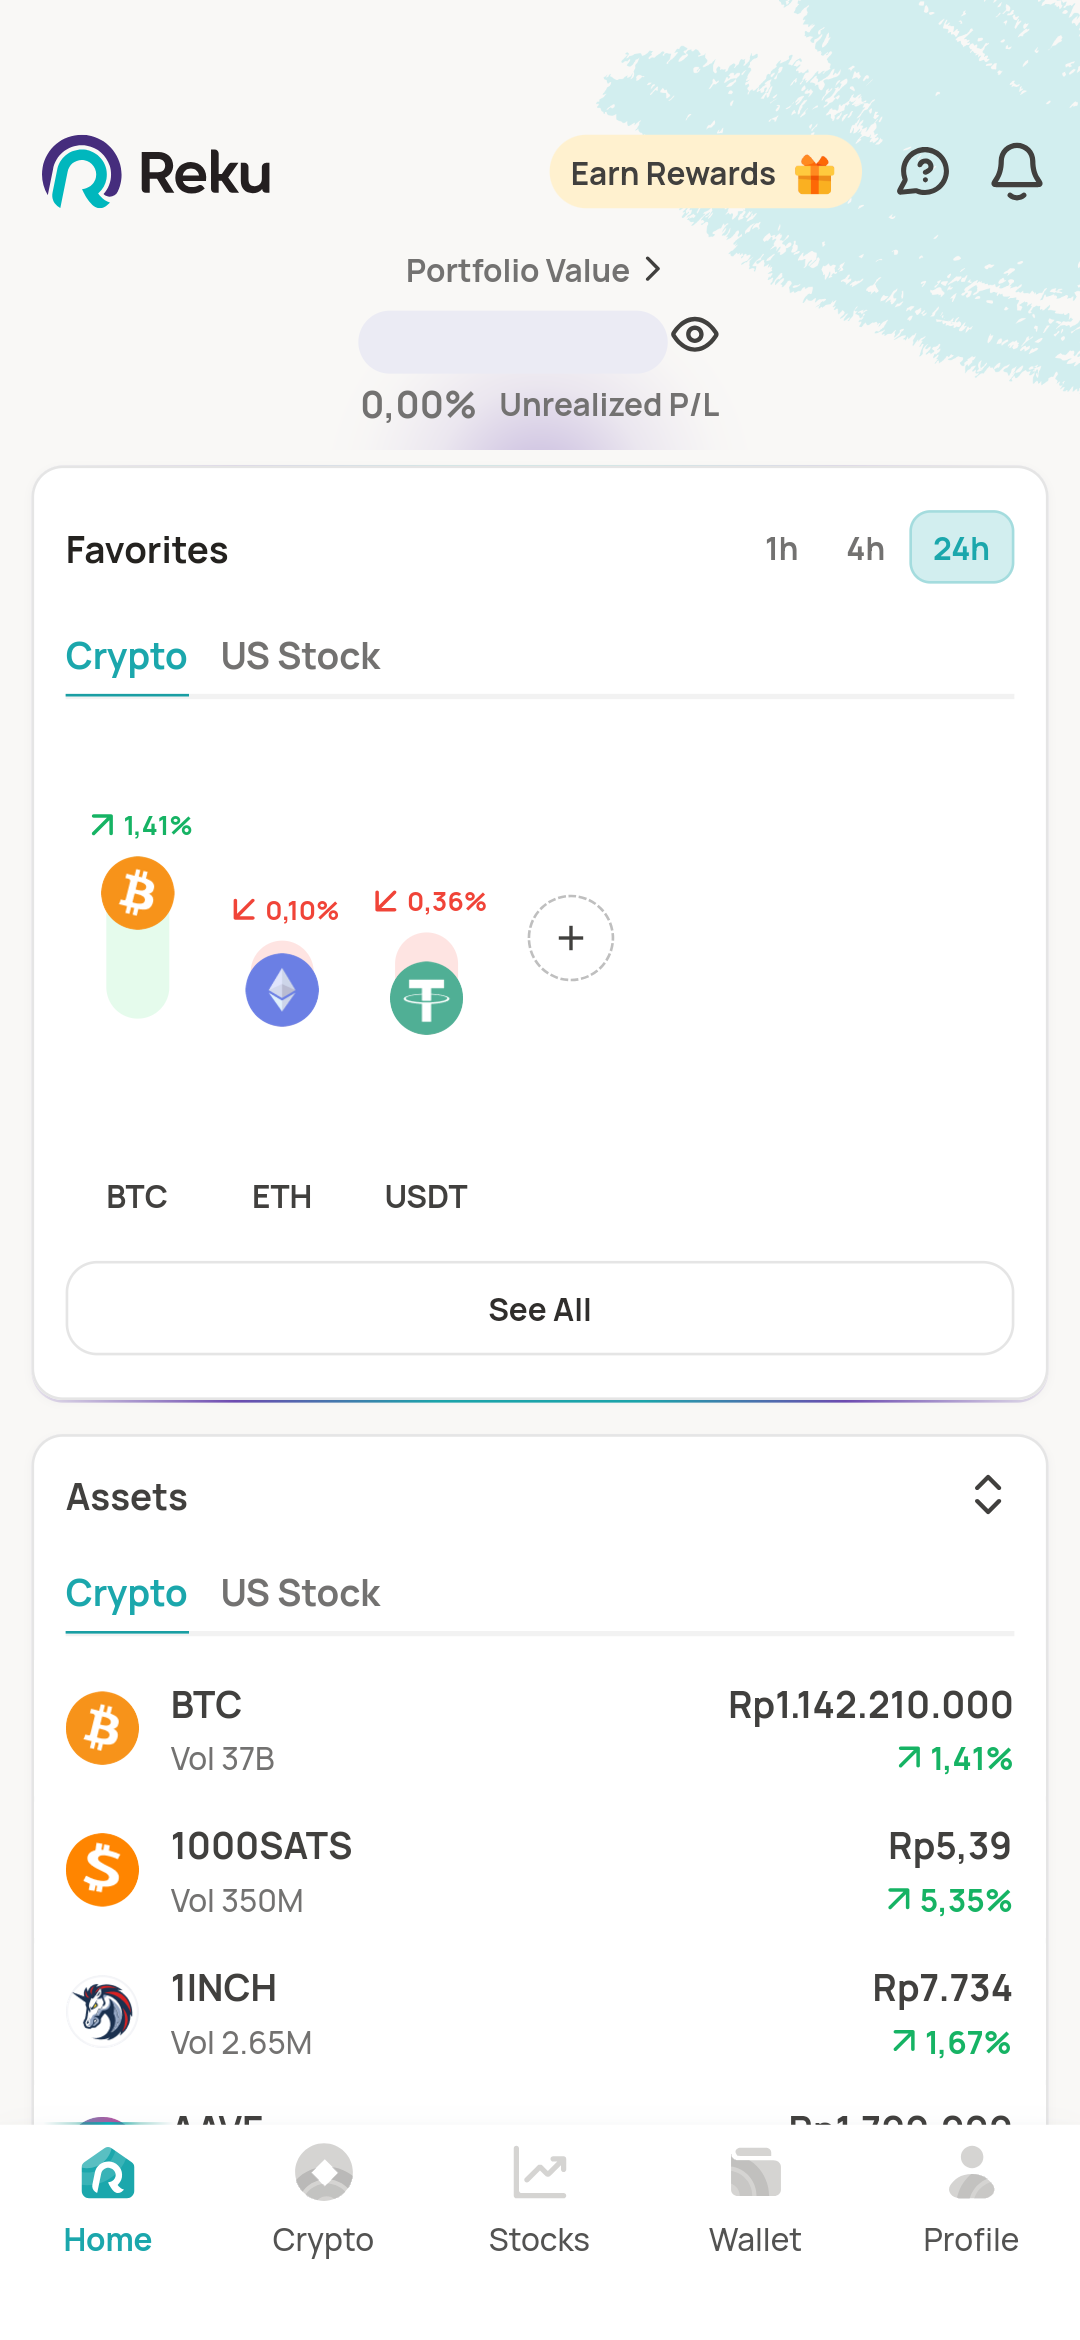 Reku
Earn Rewards
Portfolio Value
0,00% Unrealized P/L
Favorites
1h 4h 24h
Crypto US Stock
1,41%
0,10%
0,36%
BTC ETH USDT
See All
Assets
Crypto US Stock
BTC Rp1.142.210.000
Vol 37B 1,41%
1000SATS Rp5,39
Vol 350M 5,35%
1INCH Rp7.734
Vol 2.65M 1,67%
Home Crypto Stocks Wallet Profile